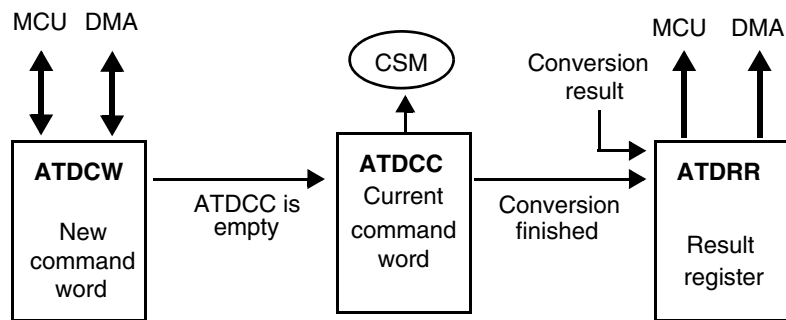 MCU DMA
CSM
MCU DMA
Conversion
result
ATDCW
New
command
word
ATDCC is
empty
ATDCC
Current
command
word
Conversion
finished
ATDRR
Result
register